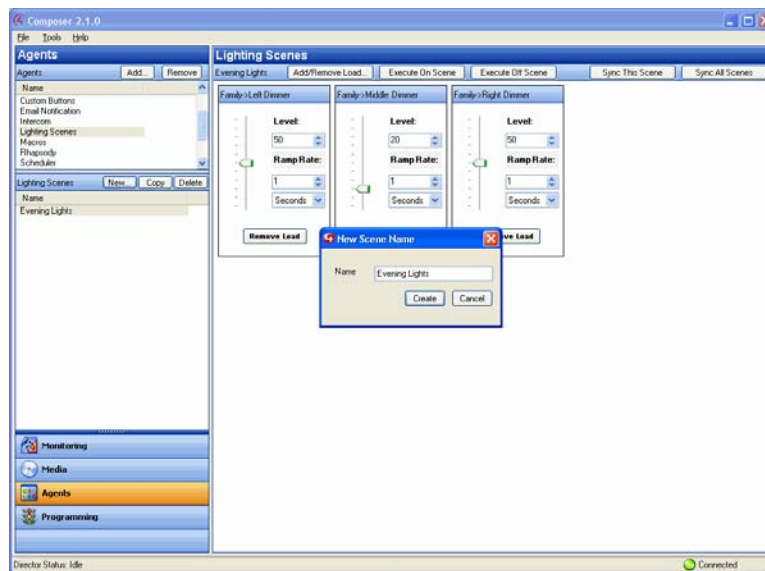 Composer 2.1.0
File Tools Help
Agents
Agents Add... Remove
Name
Custom Buttons
Email Notification
Intercom
Lighting Scenes
Macros
Rhapsody
Scheduler
Lighting Scenes New... Copy Delete
Name
Evening Lights
Monitoring
Media
Agents
Programming
Lighting Scenes
Evening Lights Add/Remove Load... Execute On Scene Execute Off Scene Sync This Scene Sync All Scenes
Family->Left Dimmer Family->Middle Dimmer Family->Right Dimmer
Level: Level: Level:
50 20 50
Ramp Rate: Ramp Rate: Ramp Rate:
1 1 1
Seconds Seconds Seconds
Remove Load ve Load
New Scene Name
Name Evening Lights
Create Cancel
Director Status: Idle Connected